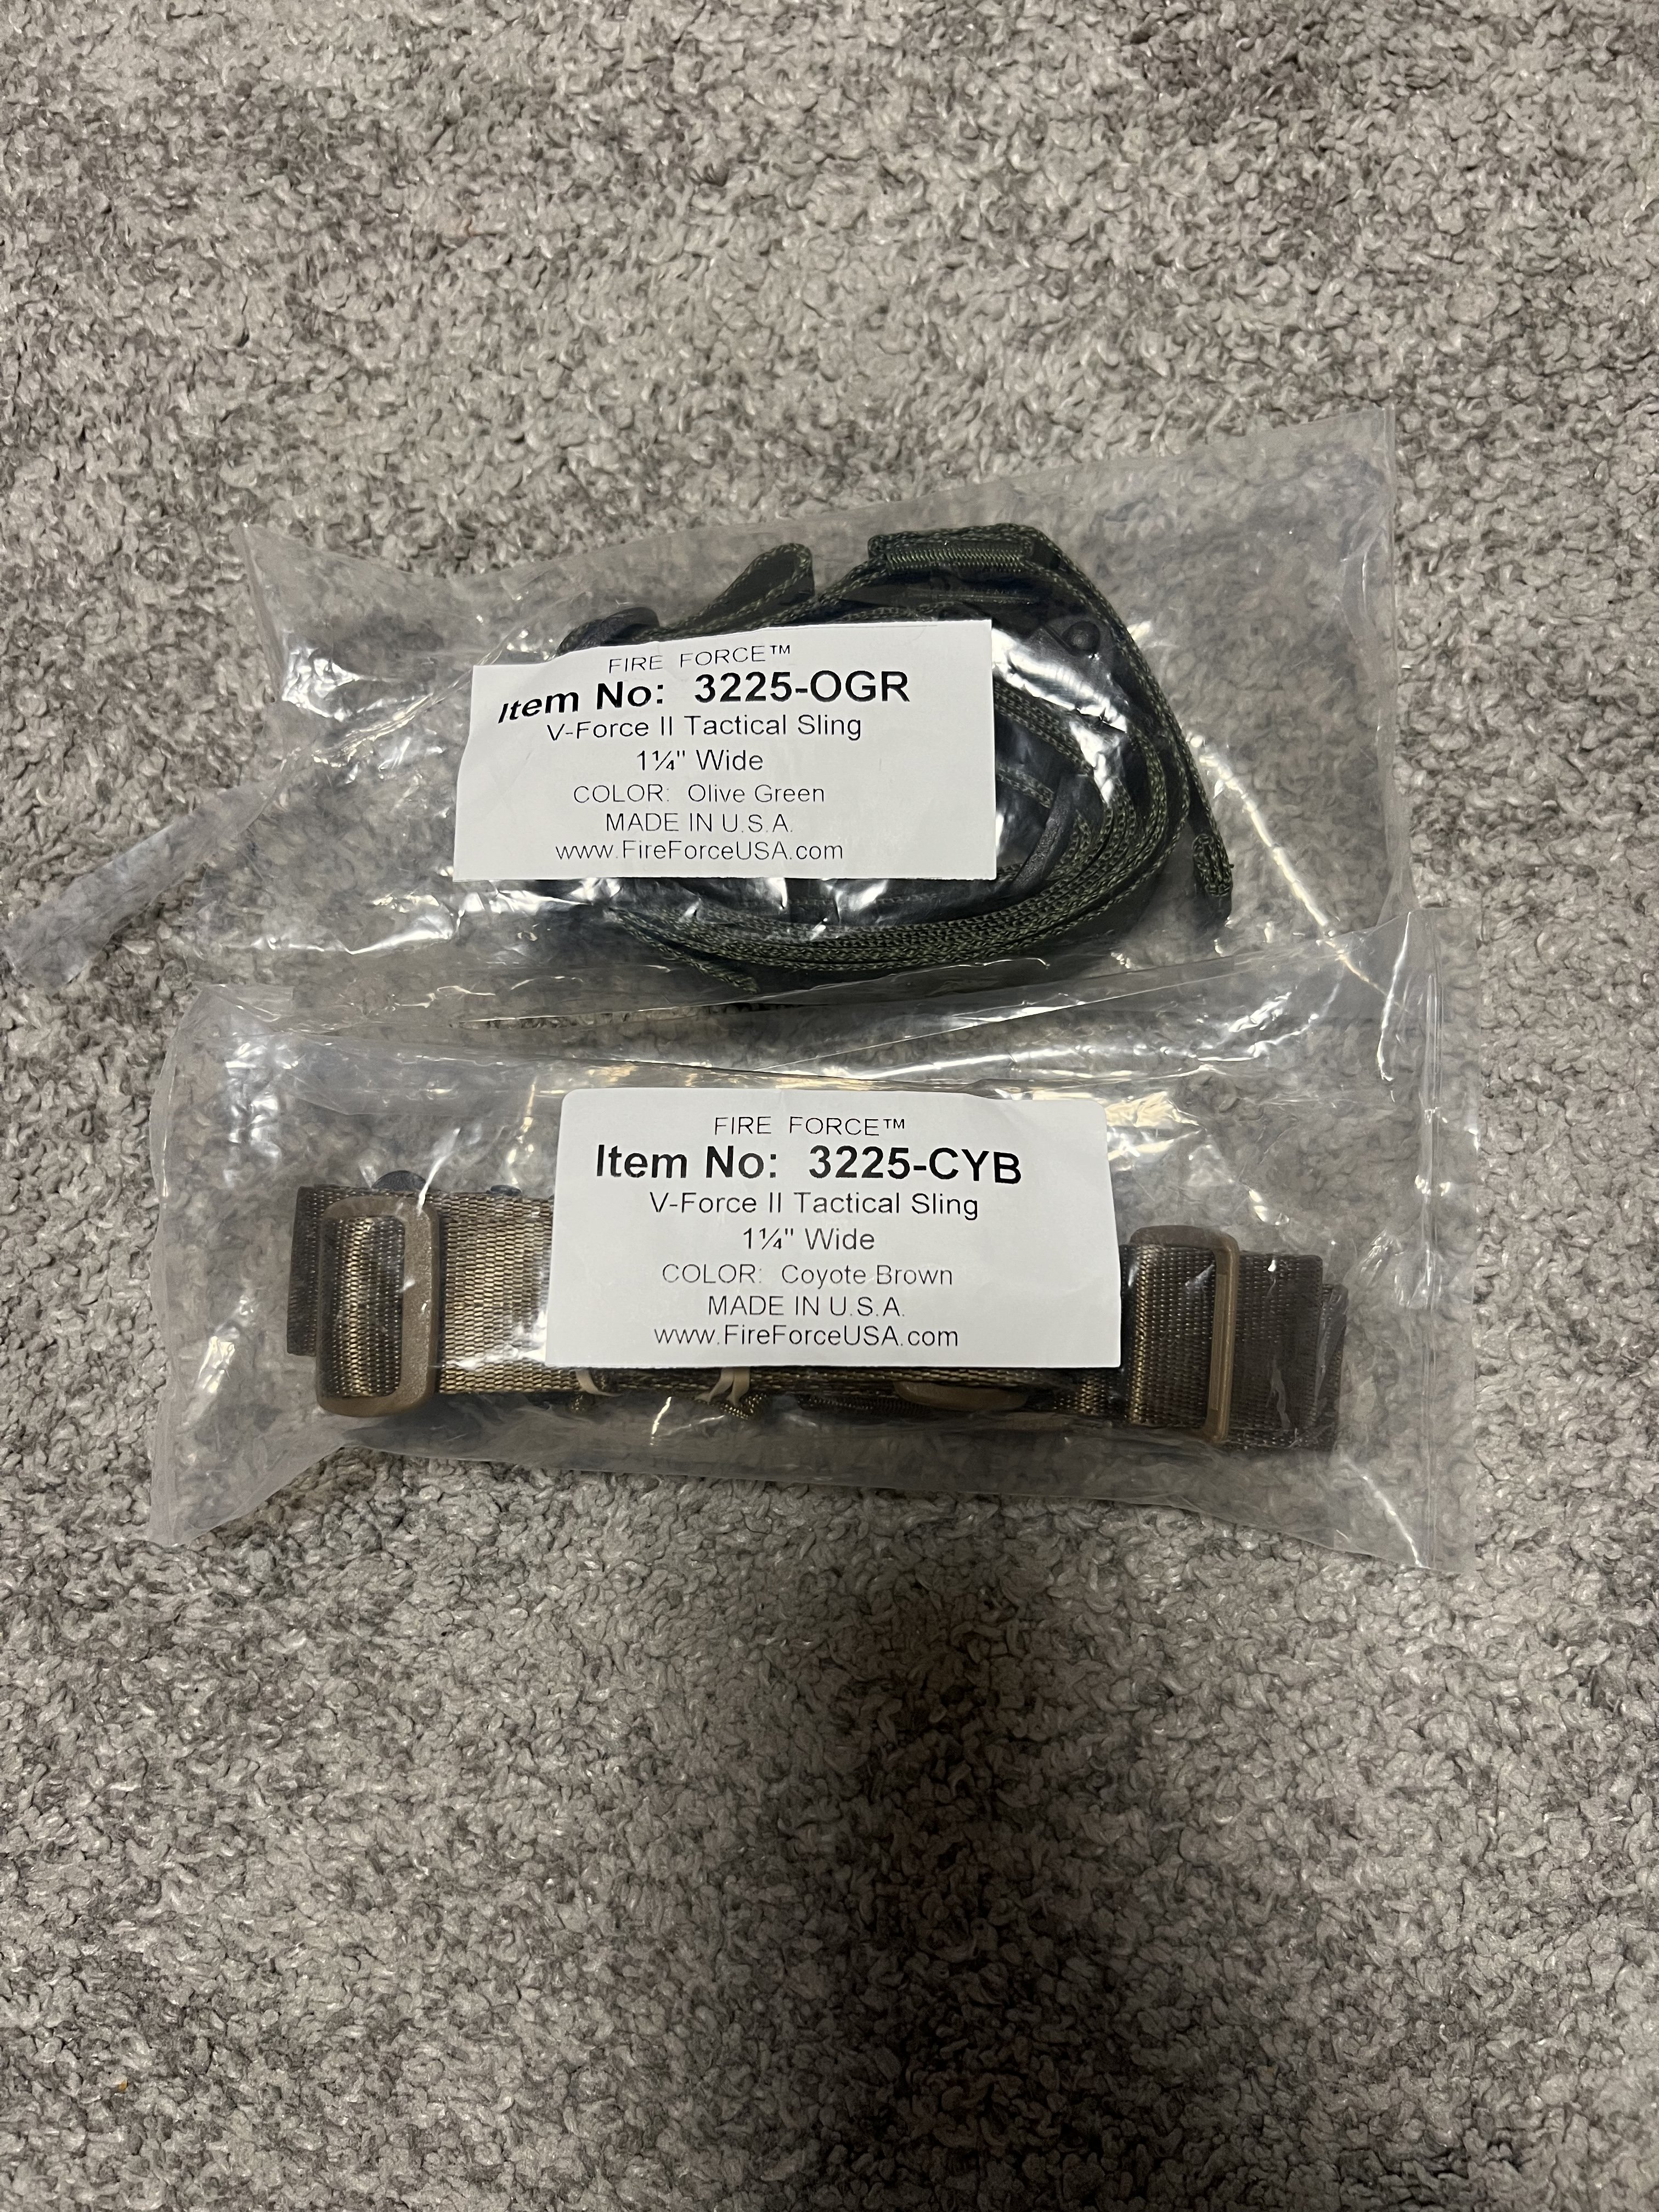 FIRE FORCE™
Item No: 3225-OGR
V-Force II Tactical Sling
1¼" Wide
COLOR: Olive Green
MADE IN U.S.A.
www.FireForceUSA.com
FIRE FORCE™
Item No: 3225-CYB
V-Force II Tactical Sling
1¼" Wide
COLOR: Coyote Brown
MADE IN U.S.A.
www.FireForceUSA.com